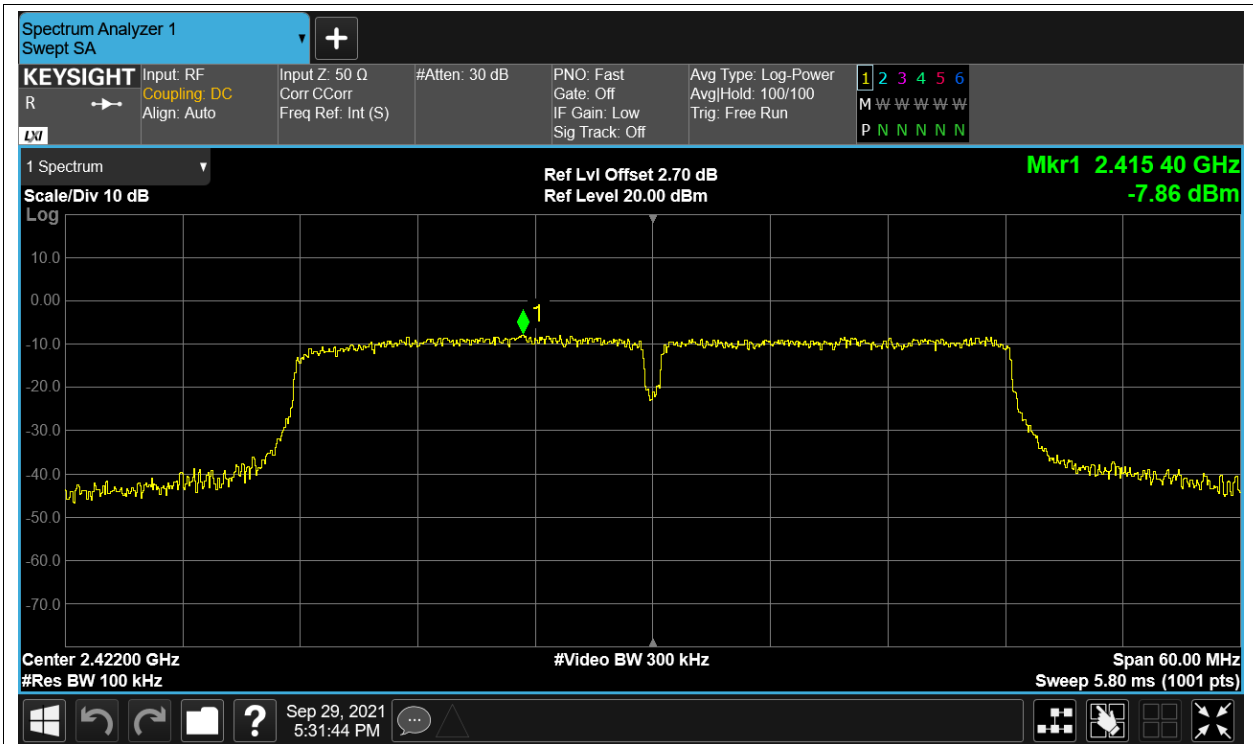 Spectrum Analyzer 1
Swept SA
KEYSIGHT
R
LXI
Input: RF
Coupling: DC
Align: Auto
Input Z: 50 Ω
Corr CCorr
Freq Ref: Int (S)
#Atten: 30 dB
PNO: Fast
Gate: Off
IF Gain: Low
Sig Track: Off
Avg Type: Log-Power
Avg|Hold: 100/100
Trig: Free Run
1 2 3 4 5 6
M W W W W W
P N N N N N
1 Spectrum
Scale/Div 10 dB
Log
Ref Lvl Offset 2.70 dB
Ref Level 20.00 dBm
Mkr1 2.415 40 GHz
-7.86 dBm
10.0
0.00
-10.0
-20.0
-30.0
-40.0
-50.0
-60.0
-70.0
1
Center 2.42200 GHz
#Res BW 100 kHz
#Video BW 300 kHz
Span 60.00 MHz
Sweep 5.80 ms (1001 pts)
?
Sep 29, 2021
5:31:44 PM